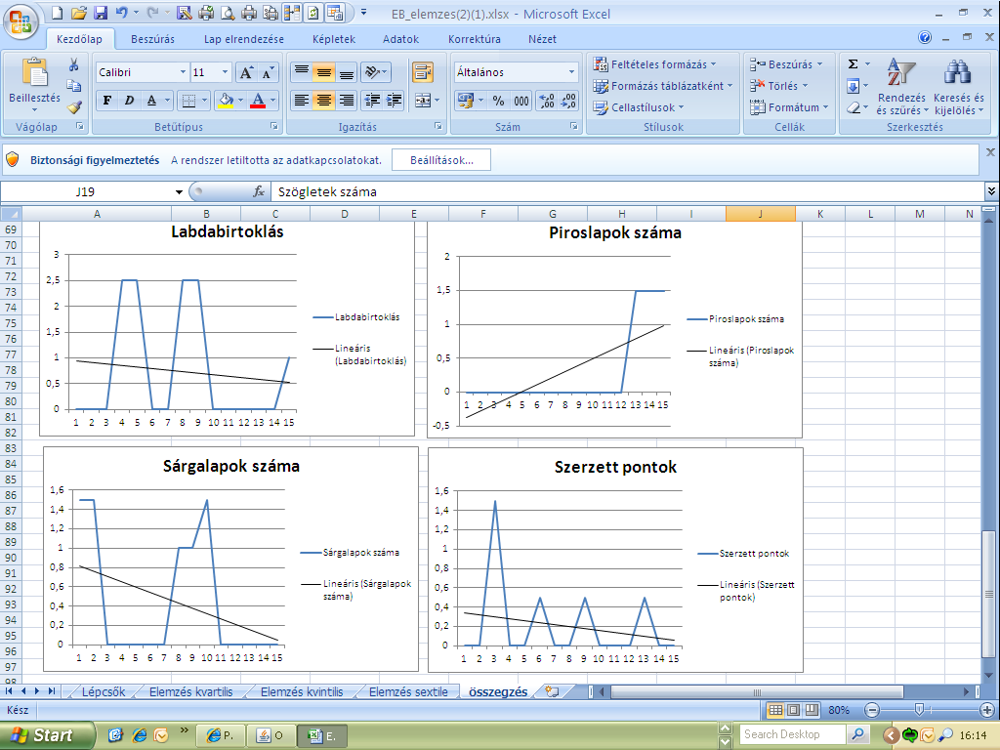 EB_elemzes(2)(1).xlsx - Microsoft Excel
Kezdőlap Beszúrás Lap elrendezése Képletek Adatok Korrektúra Nézet
Beillesztés
Vágólap
Calibri 11
F D A
Betűtípus
Igazítás
Általános
% 000 ,00 ,00
Szám
Feltételes formázás
Formázás táblázatként
Cellastílusok
Stílusok
Beszúrás
Törlés
Formátum
Cellák
Σ
Rendezés és szűrés
Keresés és kijelölés
Szerkesztés
Biztonsági figyelmeztetés A rendszer letiltotta az adatkapcsolatokat. Beállítások...
J19 fx Szögletek száma
A B C D E F G H I J K L M N
69
70
71
72
73
74
75
76
77
78
79
80
81
82
83
84
85
86
87
88
89
90
91
92
93
94
95
96
97
98
Labdabirtoklás
3
2,5
2
1,5
1
0,5
0
1 2 3 4 5 6 7 8 9 10 11 12 13 14 15
Labdabirtoklás
Lineáris
(Labdabirtoklás)
Piroslapok száma
2
1,5
1
0,5
0
-0,5
1 2 3 4 5 6 7 8 9 10 11 12 13 14 15
Piroslapok száma
Lineáris (Piroslapok
száma)
Sárgalapok száma
1,6
1,4
1,2
1
0,8
0,6
0,4
0,2
0
1 2 3 4 5 6 7 8 9 10 11 12 13 14 15
Sárgalapok száma
Lineáris (Sárgalapok
száma)
Szerzett pontok
1,6
1,4
1,2
1
0,8
0,6
0,4
0,2
0
1 2 3 4 5 6 7 8 9 10 11 12 13 14 15
Szerzett pontok
Lineáris (Szerzett
pontok)
Lépcsők Elemzés kvartilis Elemzés kvintilis Elemzés sextile összegzés
Kész 80%
Start » P. O E. Search Desktop 16:14